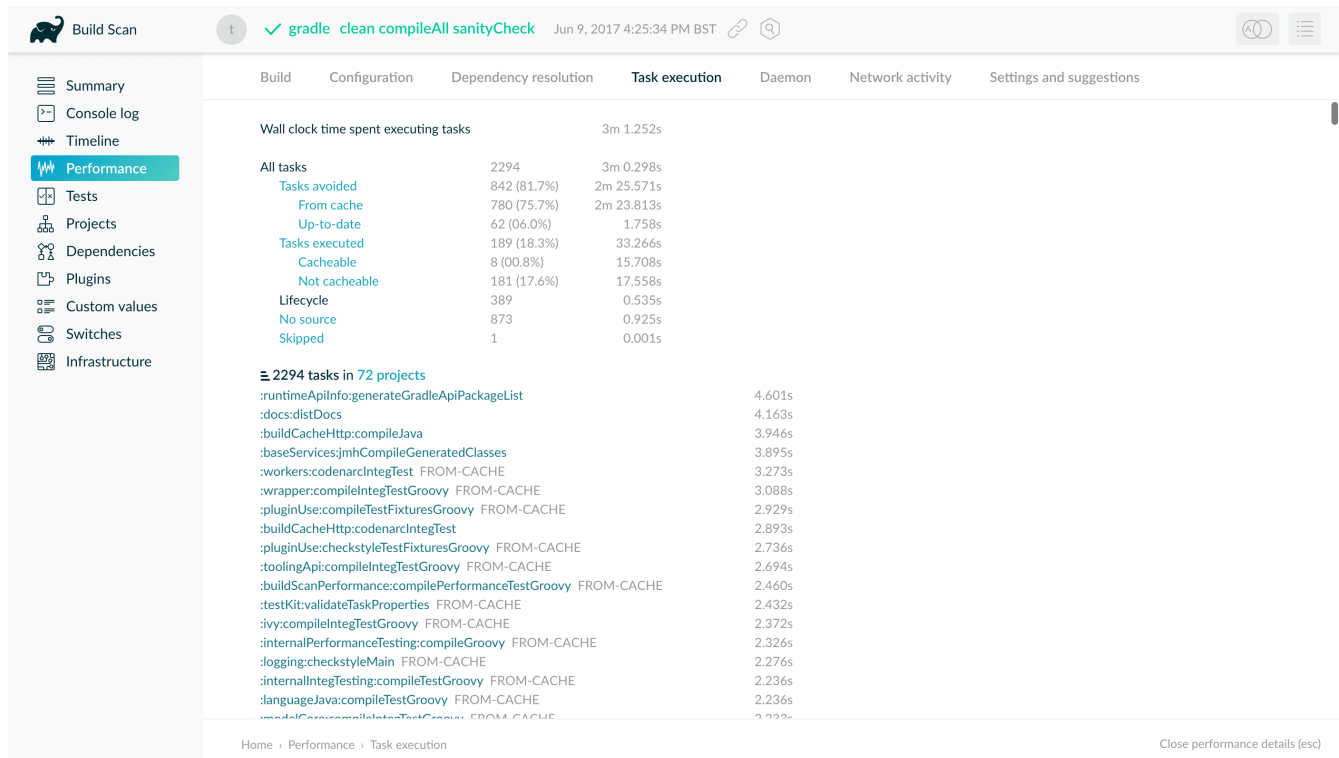 Build Scan
t
gradle clean compileAll sanityCheck Jun 9, 2017 4:25:34 PM BST
Summary
Console log
Timeline
Performance
Tests
Projects
Dependencies
Plugins
Custom values
Switches
Infrastructure
Build Configuration Dependency resolution Task execution Daemon Network activity Settings and suggestions
Wall clock time spent executing tasks 3m 1.252s
All tasks 2294 3m 0.298s
Tasks avoided 842 (81.7%) 2m 25.571s
From cache 780 (75.7%) 2m 23.813s
Up-to-date 62 (06.0%) 1.758s
Tasks executed 189 (18.3%) 33.266s
Cacheable 8 (00.8%) 15.708s
Not cacheable 181 (17.6%) 17.558s
Lifecycle 389 0.535s
No source 873 0.925s
Skipped 1 0.001s
2294 tasks in 72 projects
:runtimeApiInfo:generateGradleApiPackageList 4.601s
:docs:distDocs 4.163s
:buildCacheHttp:compileJava 3.946s
:baseServices:jmhCompileGeneratedClasses 3.895s
:workers:codenarcIntegTest FROM-CACHE 3.273s
:wrapper:compileIntegTestGroovy FROM-CACHE 3.088s
:pluginUse:compileTestFixturesGroovy FROM-CACHE 2.929s
:buildCacheHttp:codenarcIntegTest 2.893s
:pluginUse:checkstyleTestFixturesGroovy FROM-CACHE 2.736s
:toolingApi:compileIntegTestGroovy FROM-CACHE 2.694s
:buildScanPerformance:compilePerformanceTestGroovy FROM-CACHE 2.460s
:testKit:validateTaskProperties FROM-CACHE 2.432s
:ivy:compileIntegTestGroovy FROM-CACHE 2.372s
:internalPerformanceTesting:compileGroovy FROM-CACHE 2.326s
:logging:checkstyleMain FROM-CACHE 2.276s
:internalIntegTesting:compileTestGroovy FROM-CACHE 2.236s
:languageJava:compileTestGroovy FROM-CACHE 2.236s
:modelCore:compileIntegTestGroovy FROM-CACHE
Home › Performance › Task execution
Close performance details (esc)